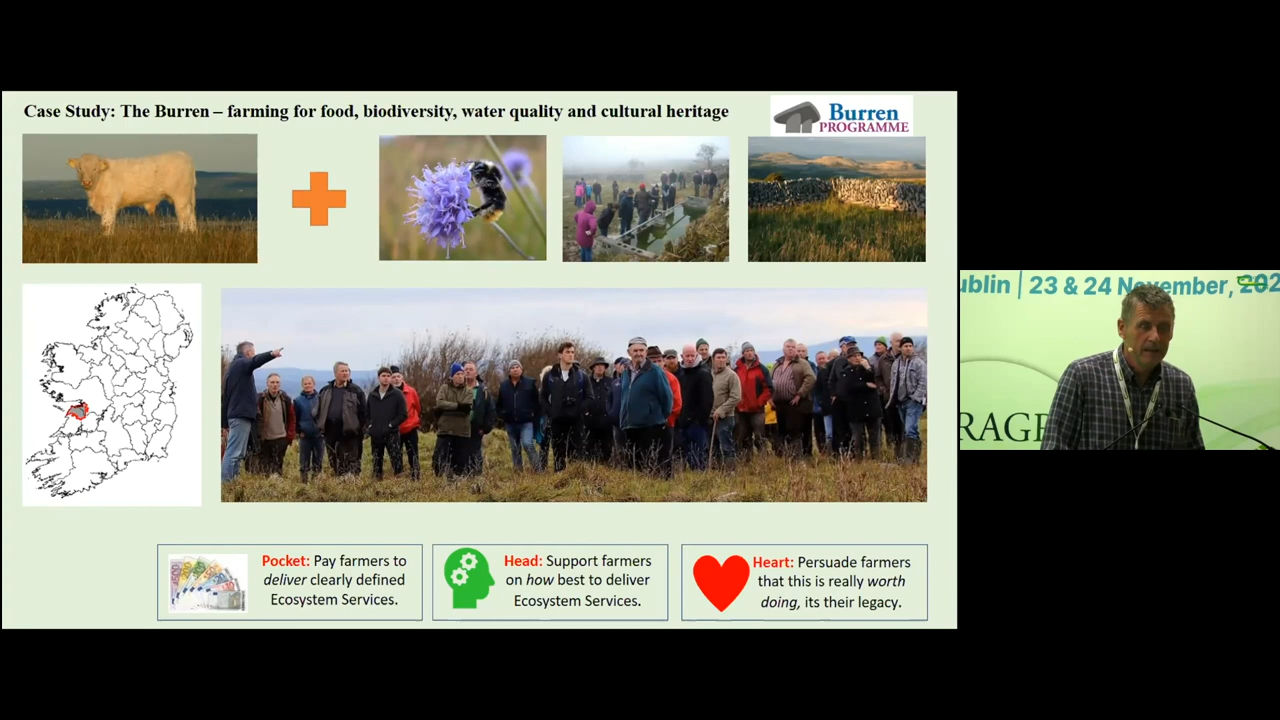 Case Study: The Burren – farming for food, biodiversity, water quality and cultural heritage
Burren
PROGRAMME
ublin | 23 & 24 November, 202
RAGE
Pocket: Pay farmers to
deliver clearly defined
Ecosystem Services.
Head: Support farmers
on how best to deliver
Ecosystem Services.
Heart: Persuade farmers
that this is really worth
doing, its their legacy.